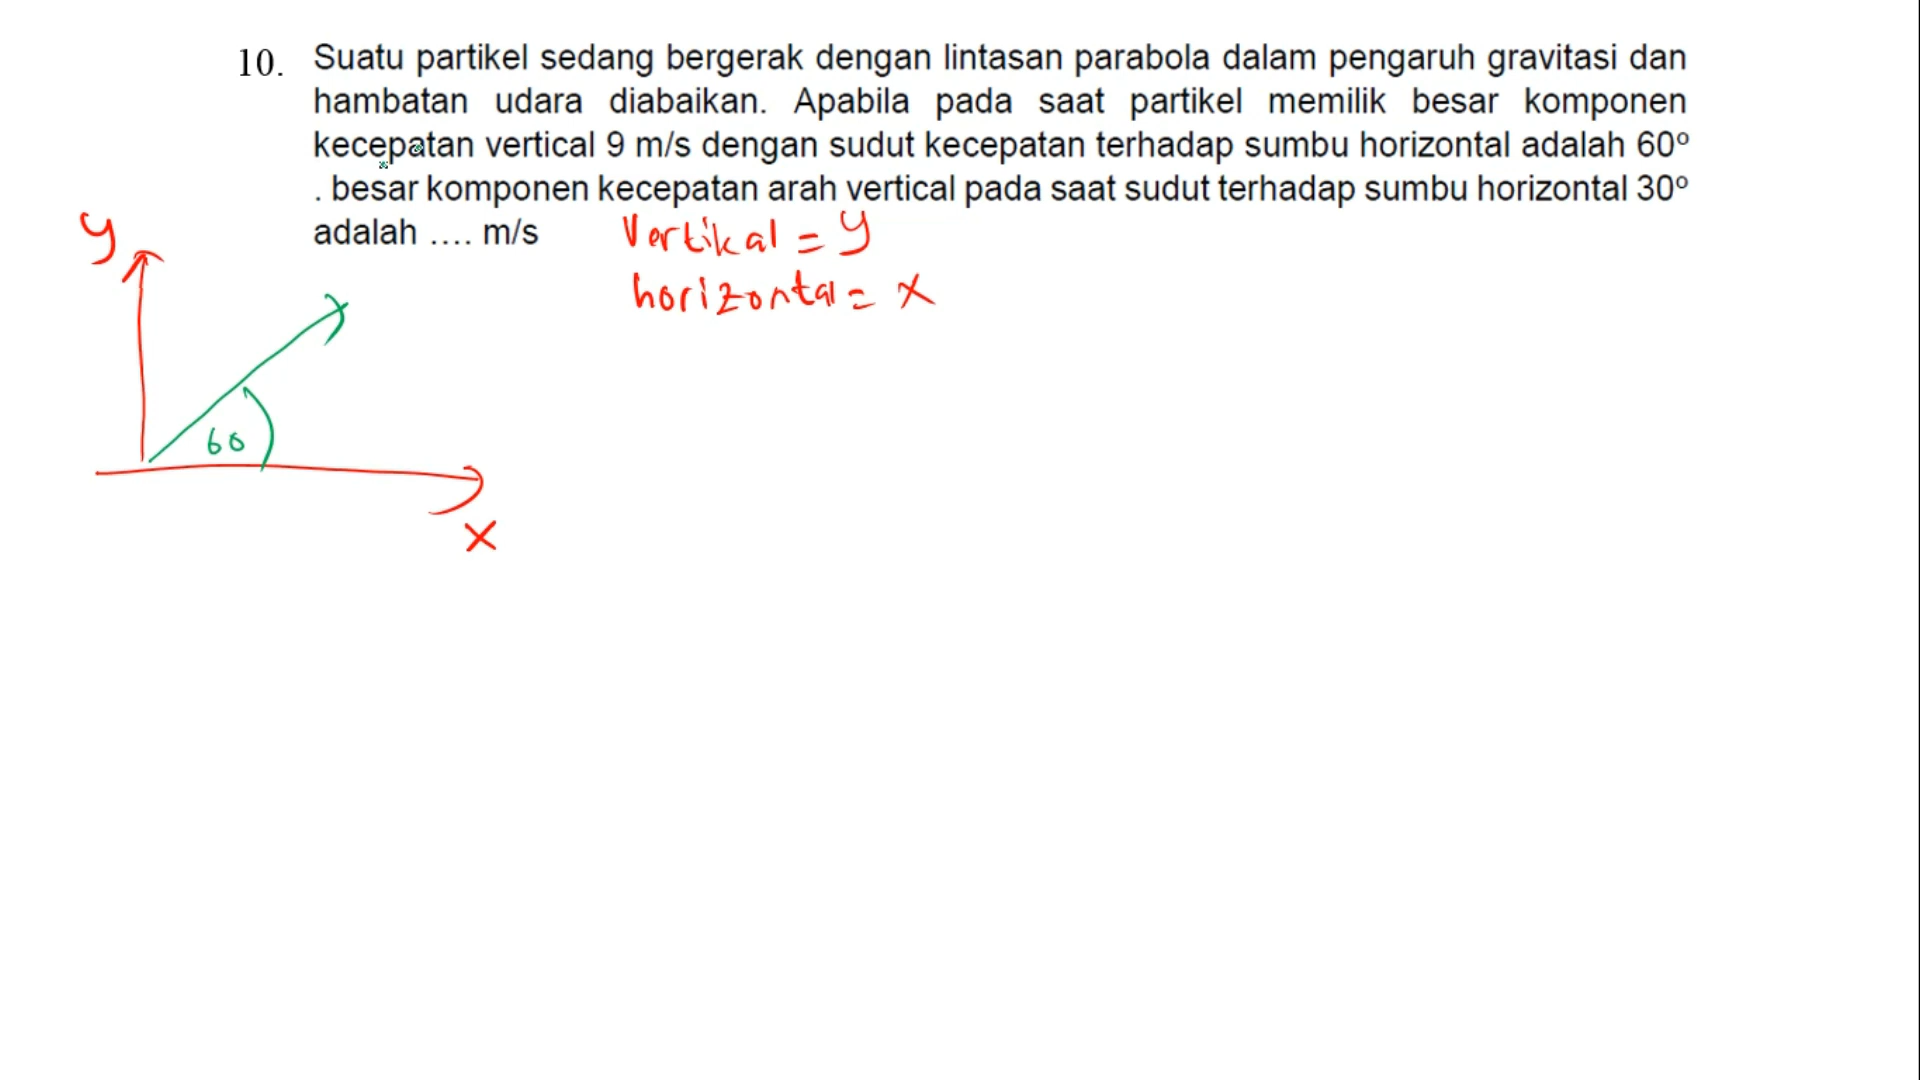 10. Suatu partikel sedang bergerak dengan lintasan parabola dalam pengaruh gravitasi dan
hambatan udara diabaikan. Apabila pada saat partikel memilik besar komponen
kecepatan vertical 9 m/s dengan sudut kecepatan terhadap sumbu horizontal adalah 60º
. besar komponen kecepatan arah vertical pada saat sudut terhadap sumbu horizontal 30º
adalah .... m/s
Vertikal = y
horizontal = x
y
60
x